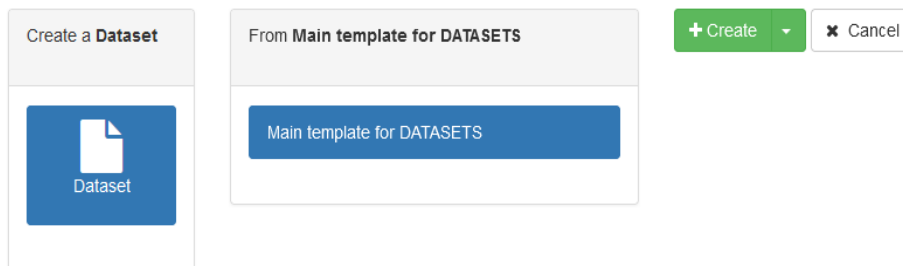 Create a Dataset
From Main template for DATASETS
Create
Cancel
Main template for DATASETS
Dataset